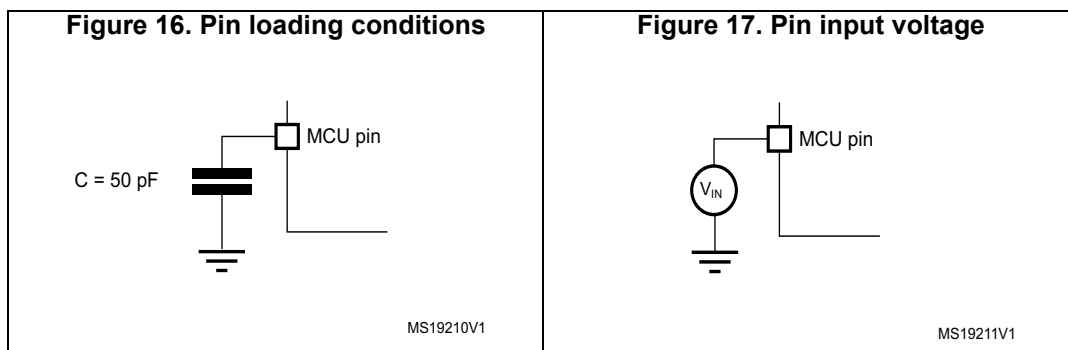 Figure 16. Pin loading conditions
Figure 17. Pin input voltage
MCU pin
C = 50 pF
MS19210V1
MCU pin
VIN
MS19211V1